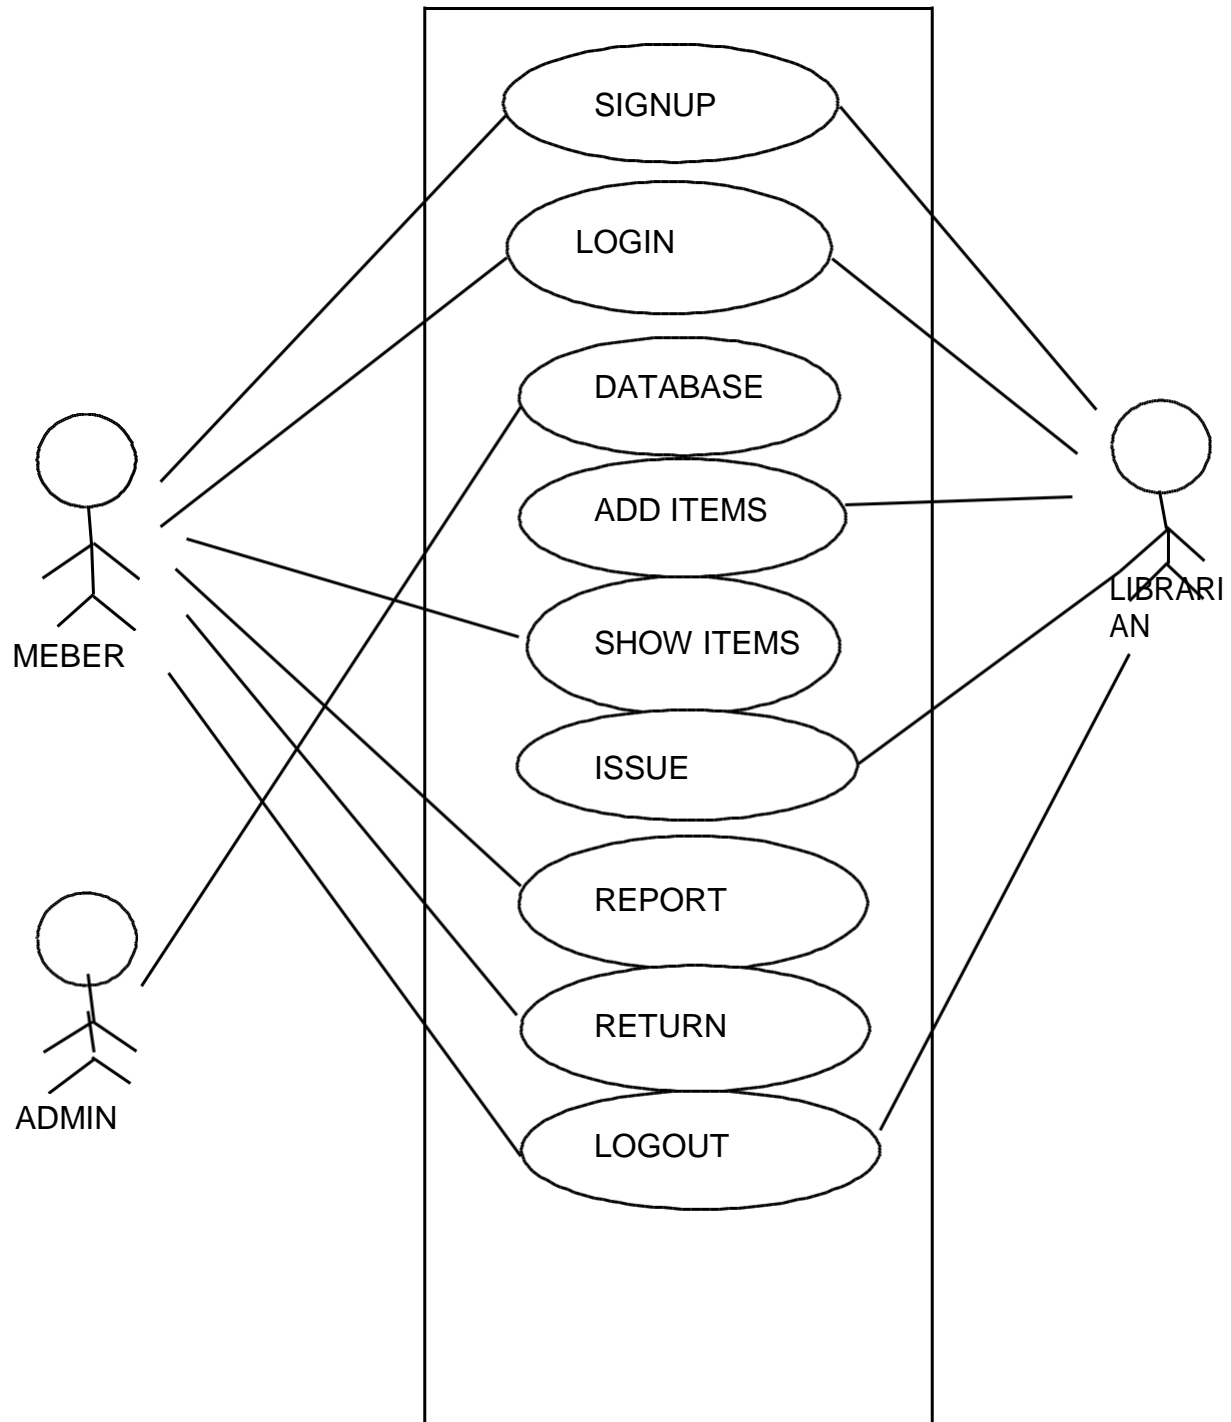 SIGNUP
LOGIN
DATABASE
ADD ITEMS
SHOW ITEMS
ISSUE
REPORT
RETURN
LOGOUT
MEBER
ADMIN
LIBRARI
AN